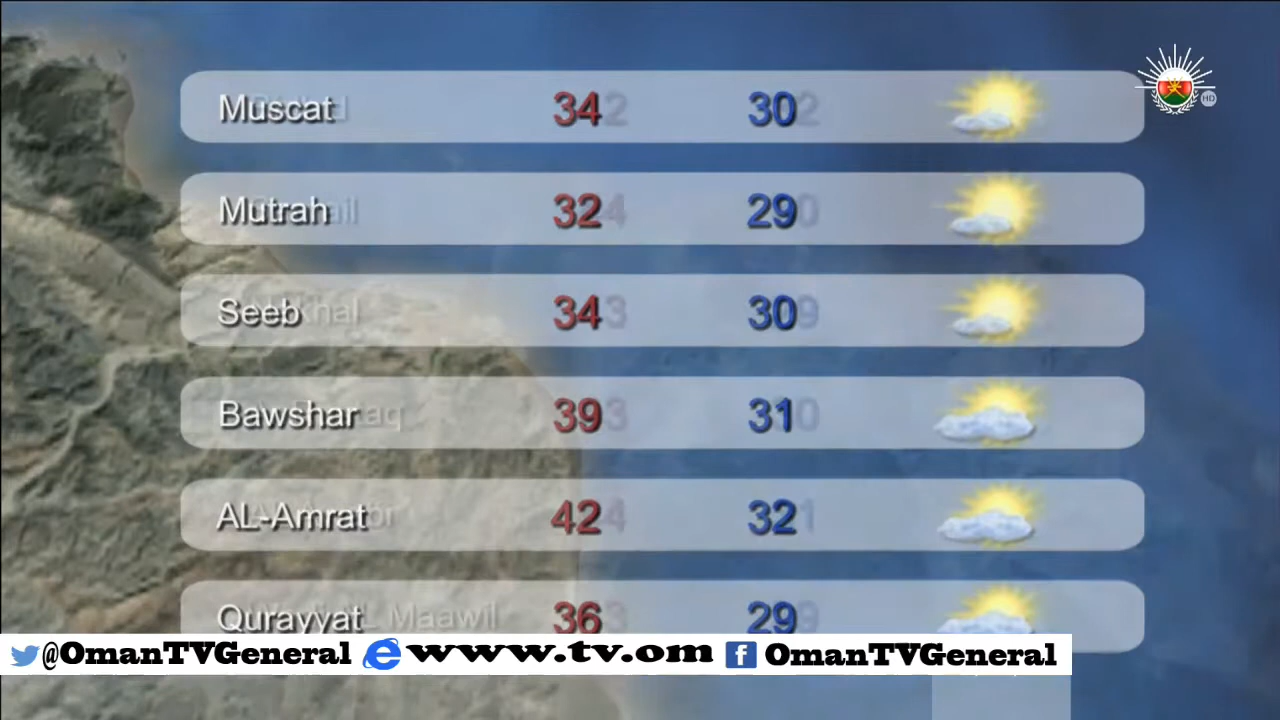 Muscat 34 30
HD
Mutrah 32 29
Seeb 34 30
Bawshar 39 31
AL-Amrat 42 32
Qurayyat 36 29
@OmanTVGeneral www.tv.om f OmanTVGeneral